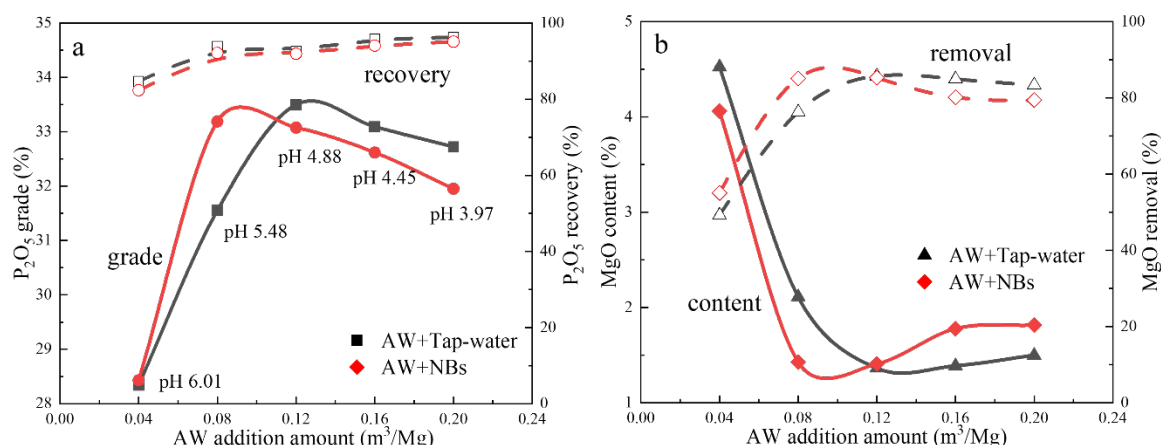 a
35
34
33
32
31
30
29
28
P₂O₅ grade (%)
100
80
60
40
20
0
P₂O₅ recovery (%)
recovery
grade
pH 6.01
pH 5.48
pH 4.88
pH 4.45
pH 3.97
AW+Tap-water
AW+NBs
0.00 0.04 0.08 0.12 0.16 0.20 0.24
AW addition amount (m³/Mg)
b
5
4
3
2
1
MgO content (%)
100
80
60
40
20
0
MgO removal (%)
removal
content
AW+Tap-water
AW+NBs
0.00 0.04 0.08 0.12 0.16 0.20 0.24
AW addition amount (m³/Mg)